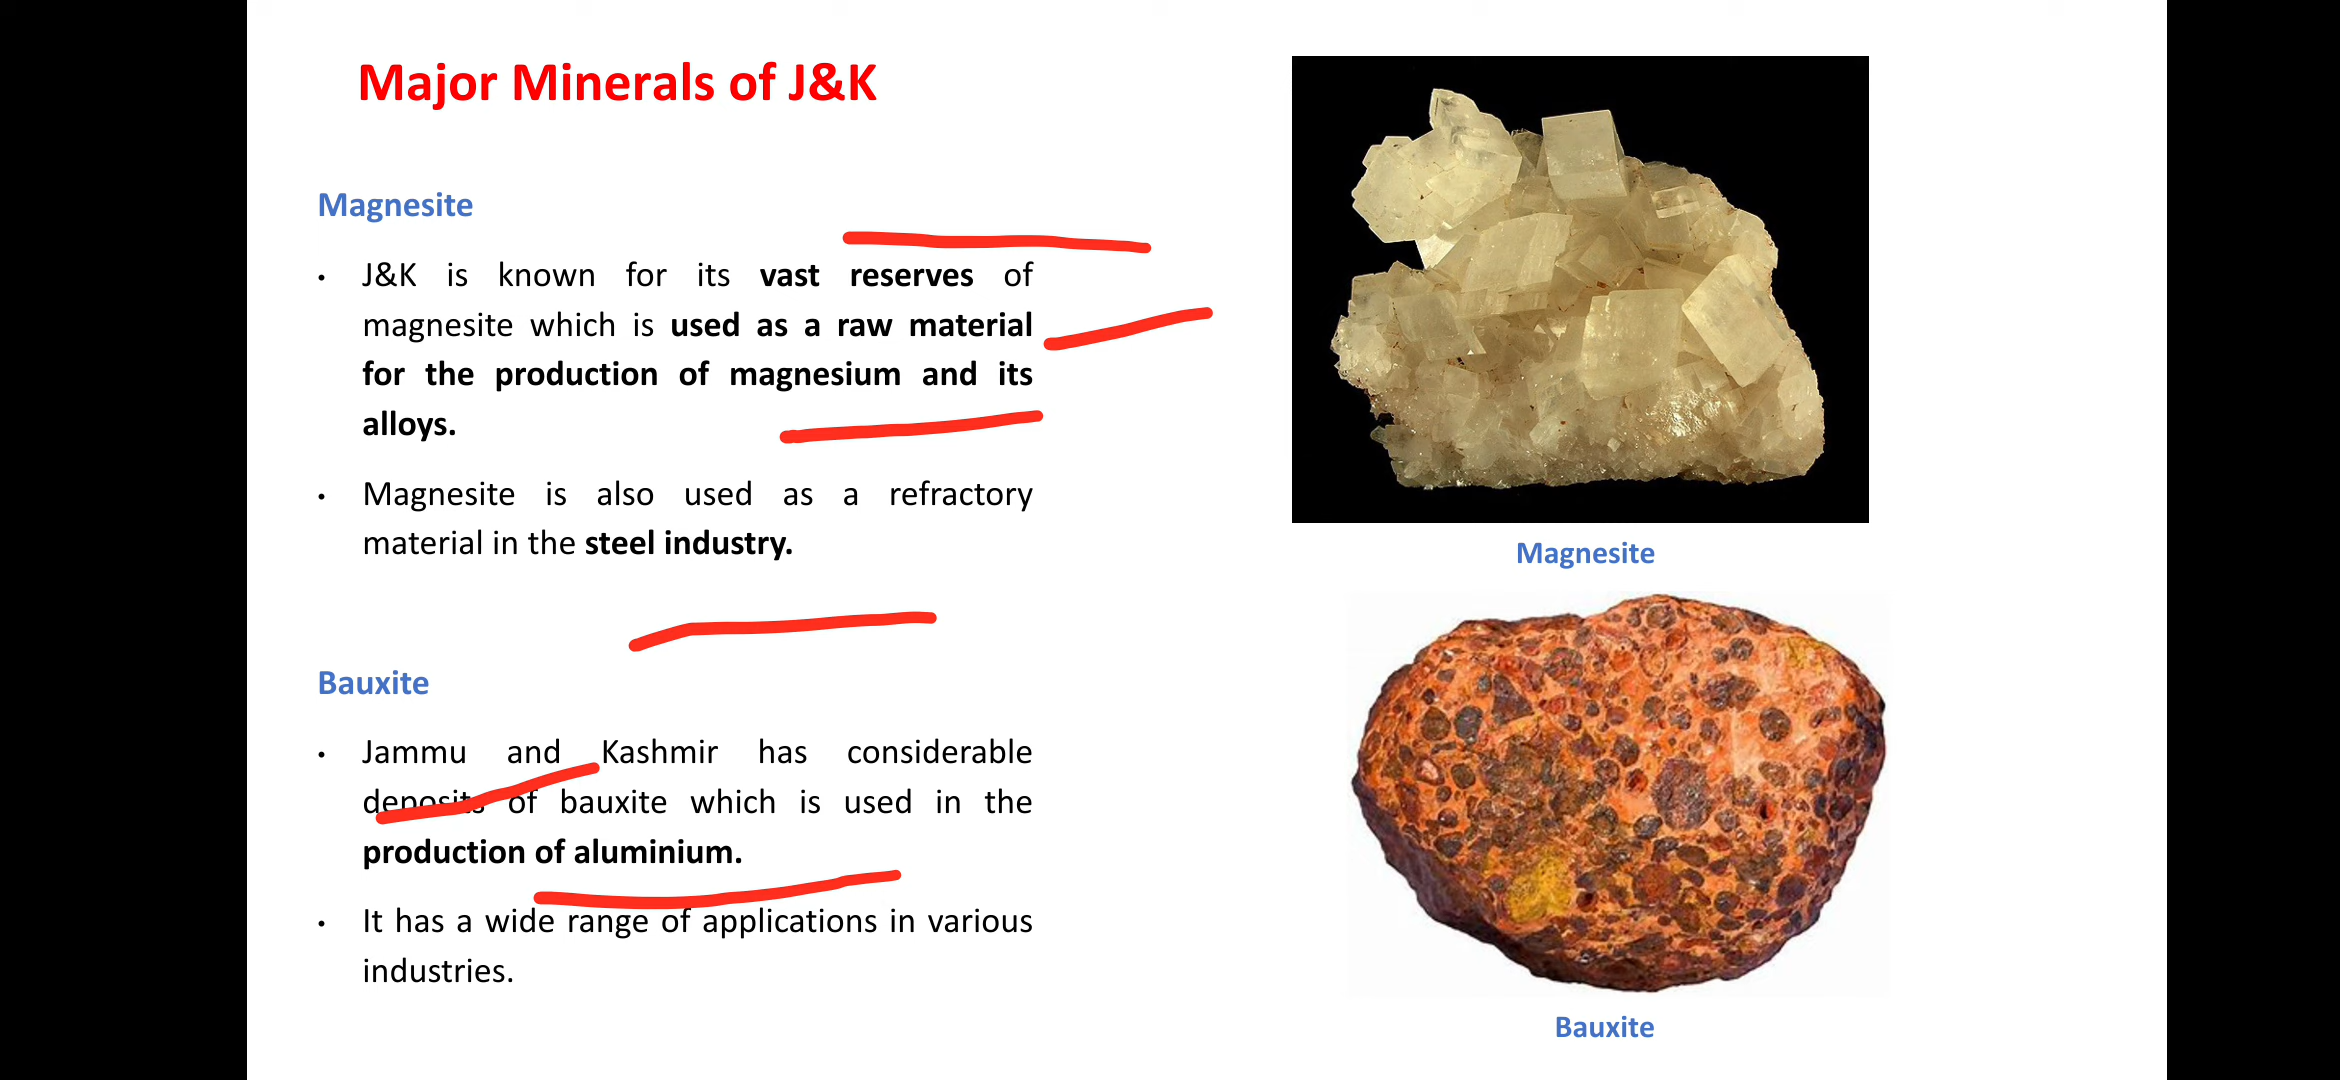 Major Minerals of J&K
Magnesite
• J&K is known for its vast reserves of
magnesite which is used as a raw material
for the production of magnesium and its
alloys.
• Magnesite is also used as a refractory
material in the steel industry.
Bauxite
• Jammu and Kashmir has considerable
deposits of bauxite which is used in the
production of aluminium.
• It has a wide range of applications in various
industries.
Magnesite
Bauxite